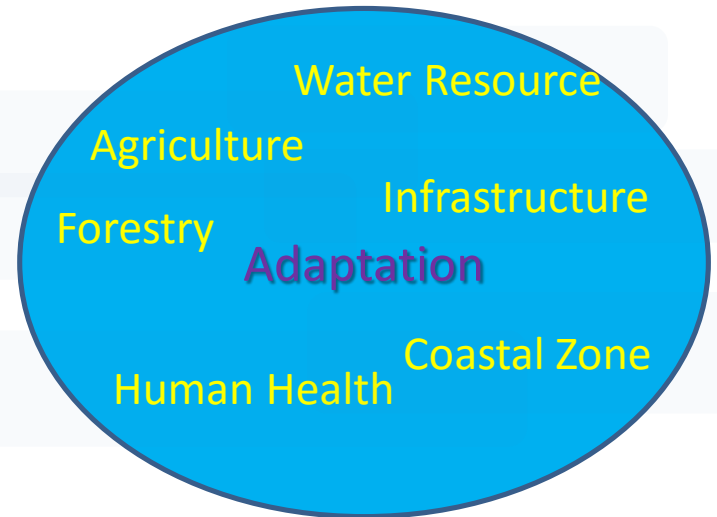 Water Resource
Agriculture
Infrastructure
Forestry
Adaptation
Coastal Zone
Human Health